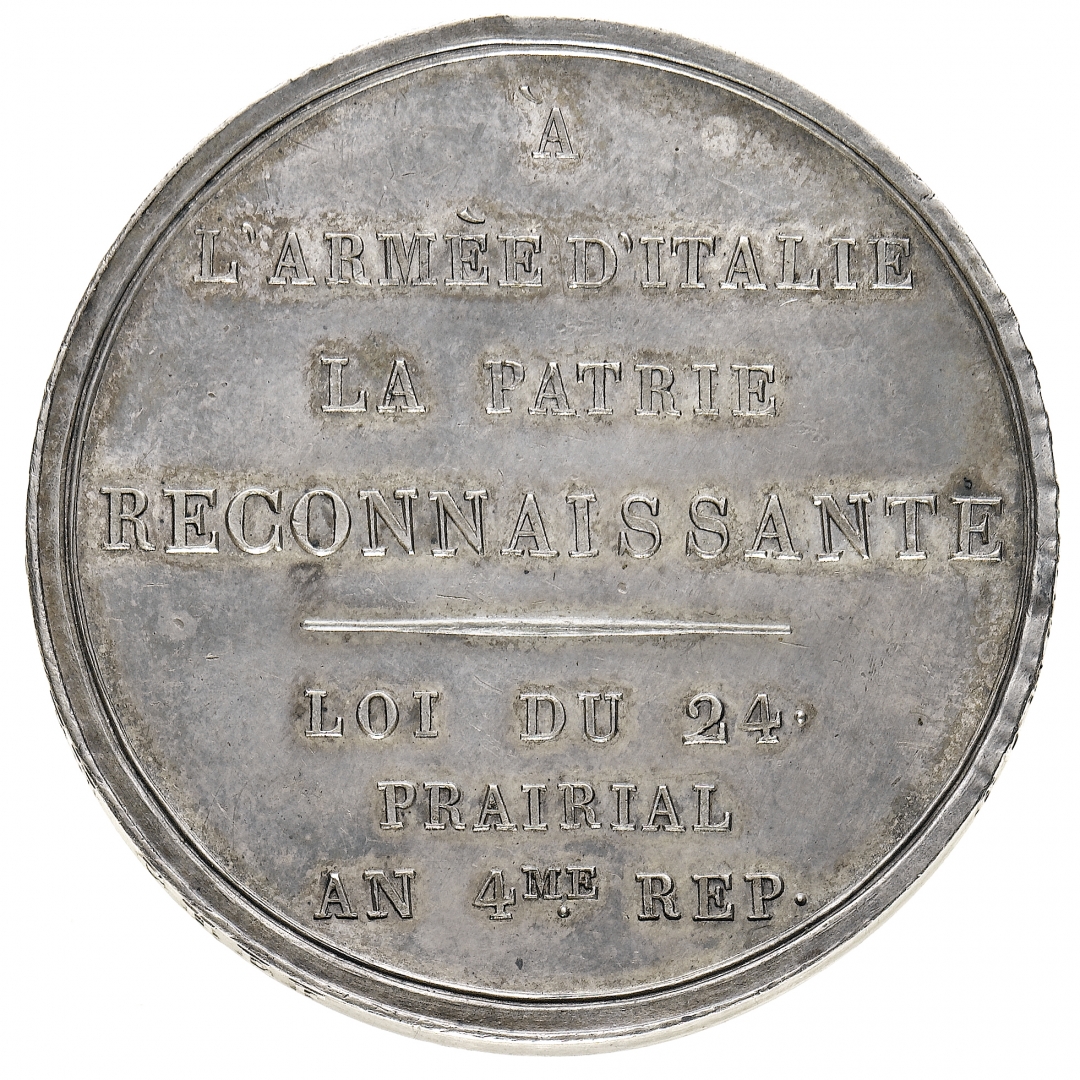 À
L'ARMÈE D'ITALIE
LA PATRIE
RECONNAISSANTE
LOI DU 24.
PRAIRIAL
AN 4ME. REP.